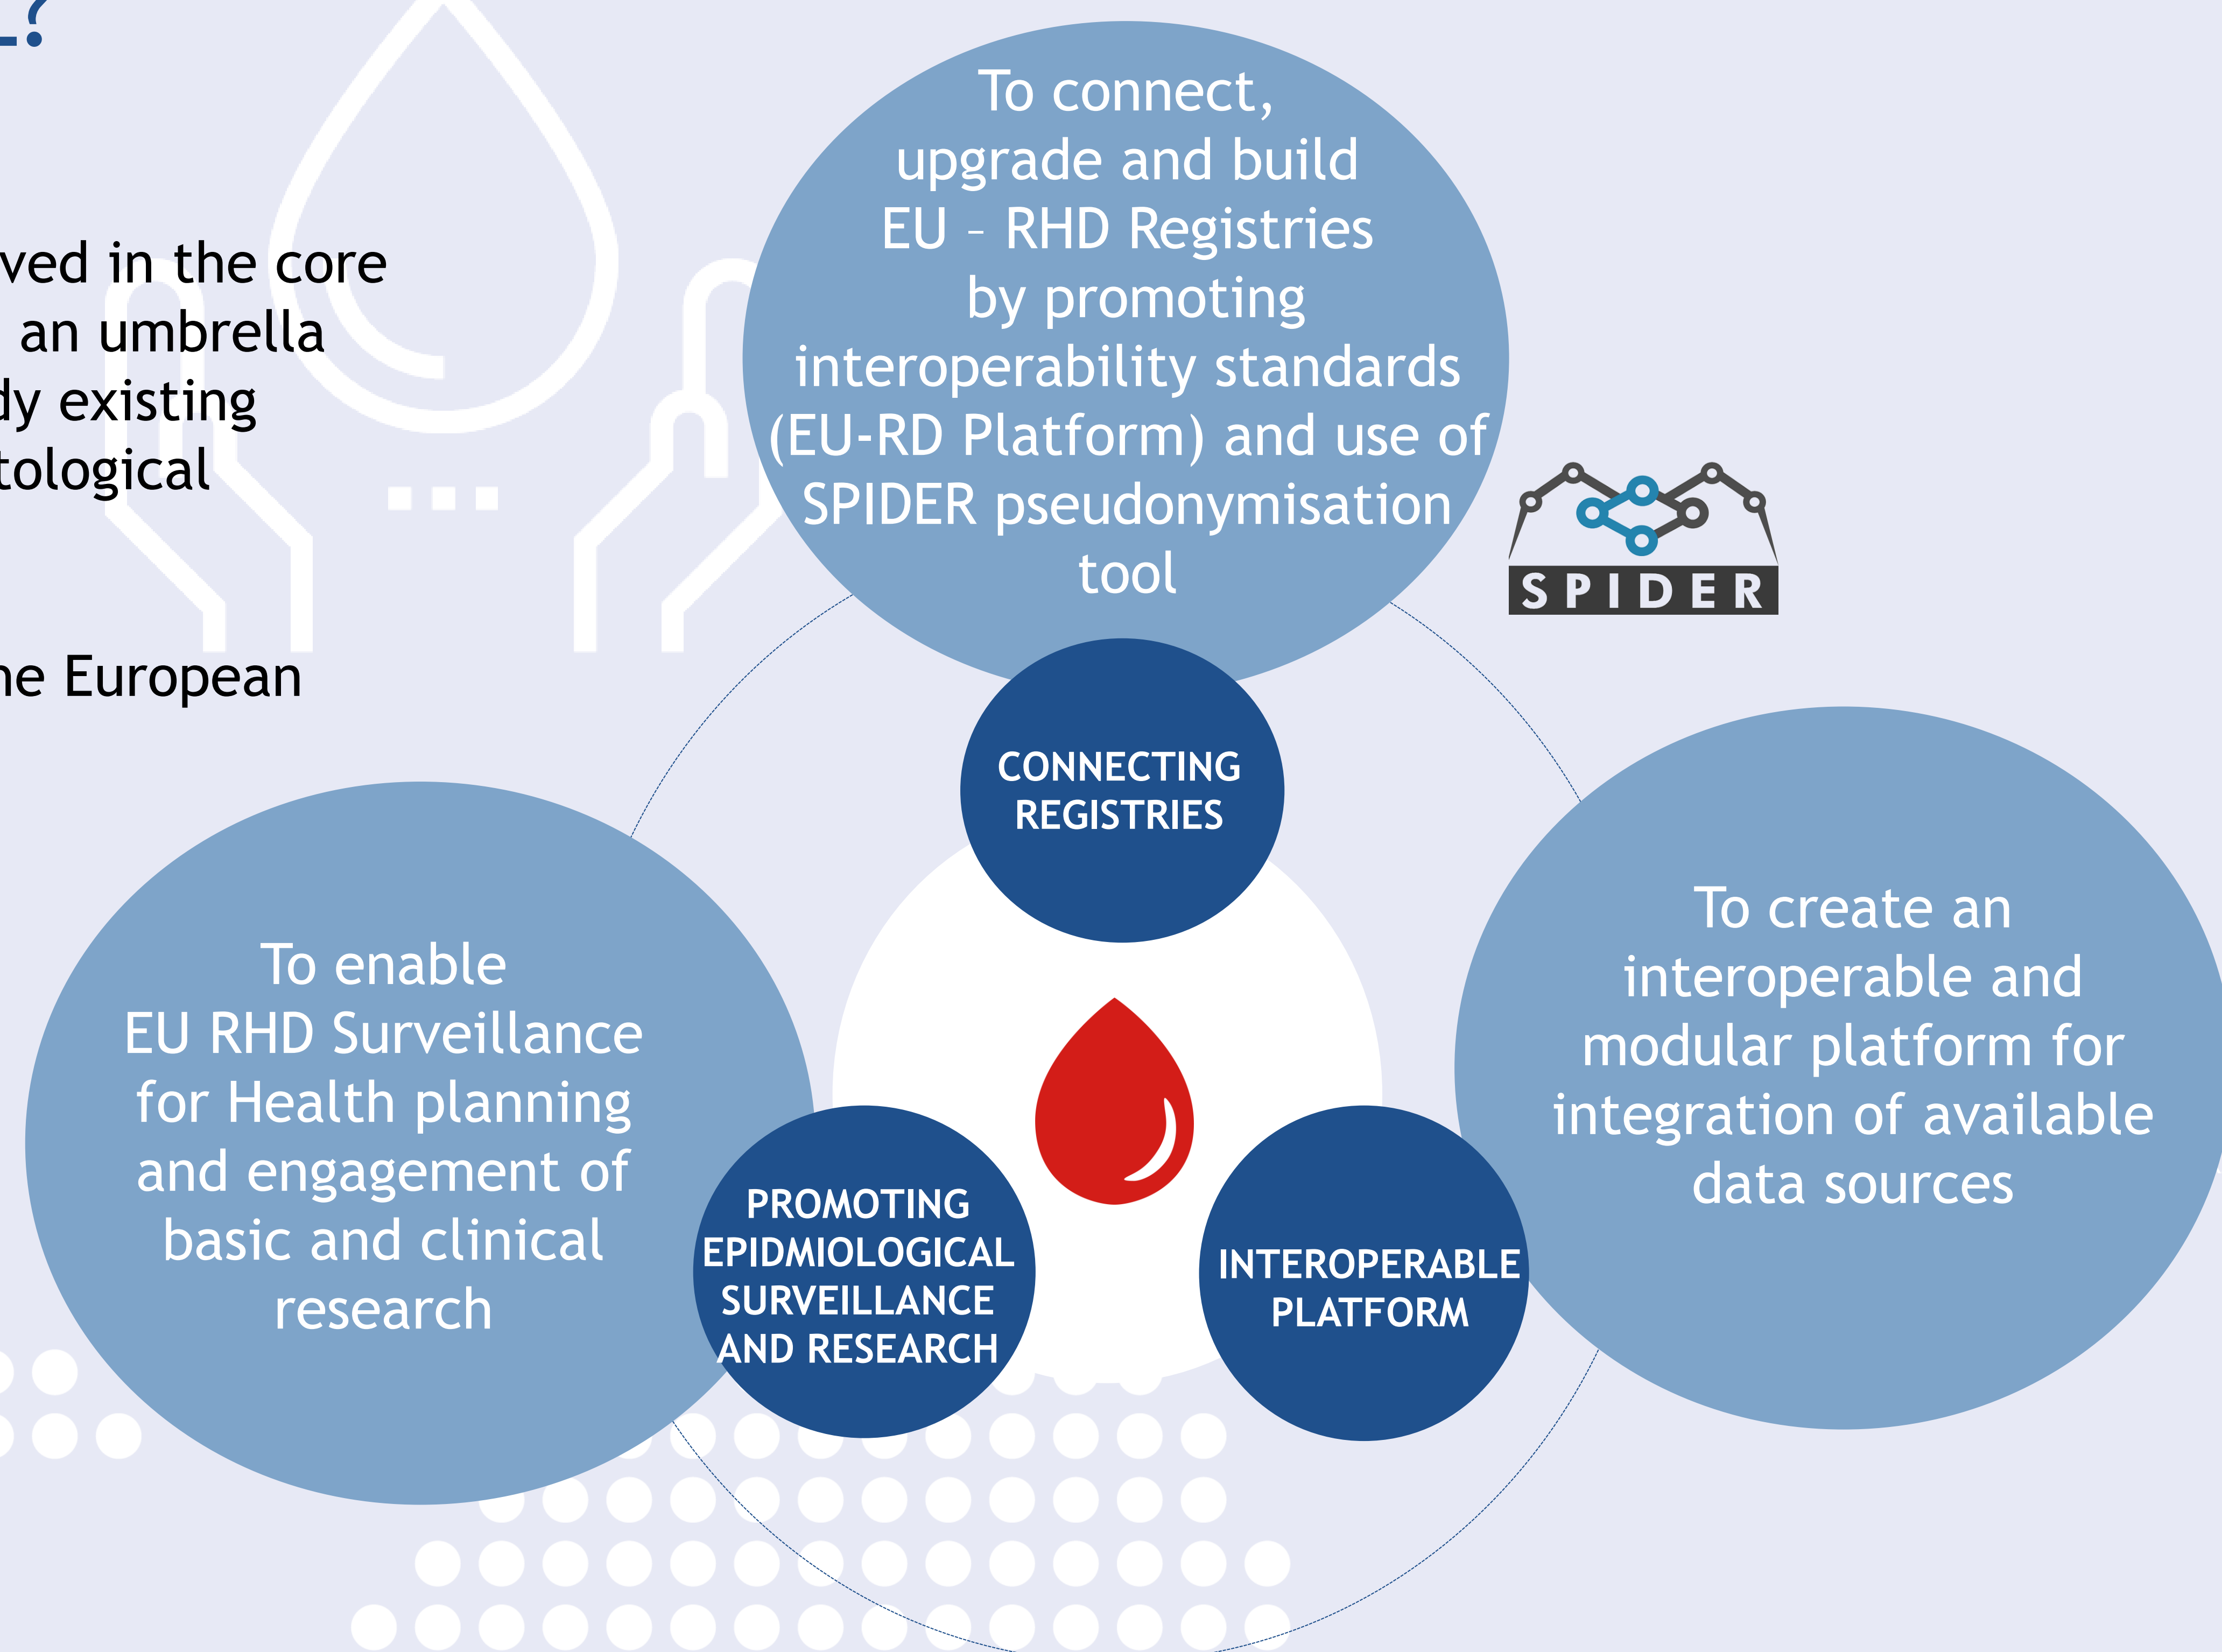 ?
ved in the core
an umbrella
dy existing
tological
ne European
To connect,
upgrade and build
EU - RHD Registries
by promoting
interoperability standards
(EU-RD Platform) and use of
SPIDER pseudonymisation
tool
SPIDER
CONNECTING
REGISTRIES
To enable
EU RHD Surveillance
for Health planning
and engagement of
basic and clinical
research
PROMOTING
EPIDMIOLOGICAL
SURVEILLANCE
AND RESEARCH
INTEROPERABLE
PLATFORM
To create an
interoperable and
modular platform for
integration of available
data sources